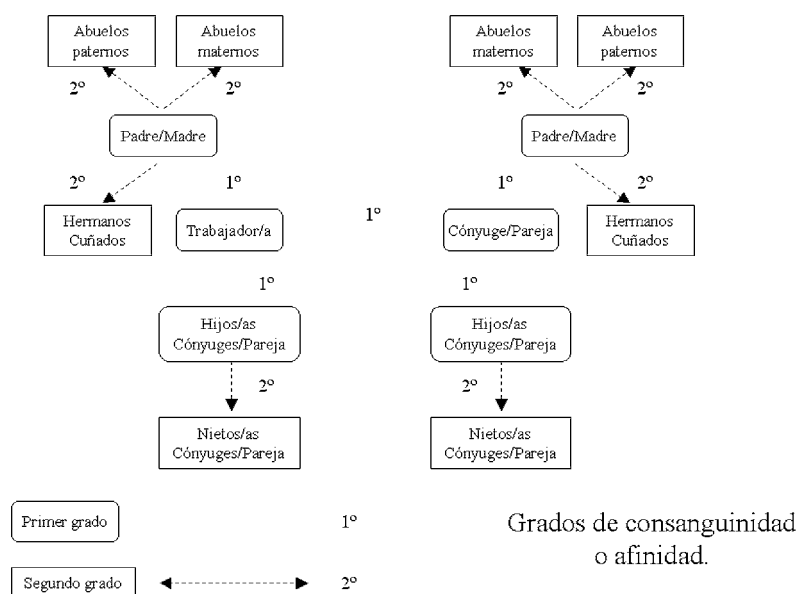 Abuelos
paternos
Abuelos
maternos
Abuelos
maternos
Abuelos
paternos
2º
2º
2º
2º
Padre/Madre
Padre/Madre
2º
1º
1º
2º
Hermanos
Cuñados
Trabajador/a
1º
Cónyuge/Pareja
Hermanos
Cuñados
1º
1º
Hijos/as
Cónyuges/Pareja
Hijos/as
Cónyuges/Pareja
2º
2º
Nietos/as
Cónyuges/Pareja
Nietos/as
Cónyuges/Pareja
Primer grado
1º
Segundo grado
2º
Grados de consanguinidad
o afinidad.